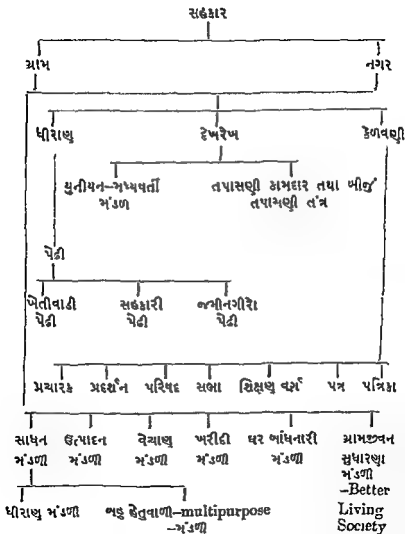 સહકાર
ગ્રામ નગર
ધીરાણ દેખરેખ કેળવણી
યુનીયન–મધ્યવર્તી તપાસણી કામદાર તથા બીજું
મંડળ તપાસણી તંત્ર
પેઢી
ખેતીવાડી સહકારી જમીનગીરો
પેઢી પેઢી પેઢી
પ્રચારક પ્રદર્શન પરિષદ સભા શિક્ષણ વર્ગ પત્ર પત્રિકા
સાધન ઉત્પાદન વેચાણ ખરીદી ઘર બાંધનારી ગ્રામજીવન
મંડળી મંડળી મંડળી મંડળી મંડળી સુધારણા
મંડળી
–Better
ધીરાણ મંડળી બહુ હેતુવાળી–multipurpose Living
–મંડળી Society